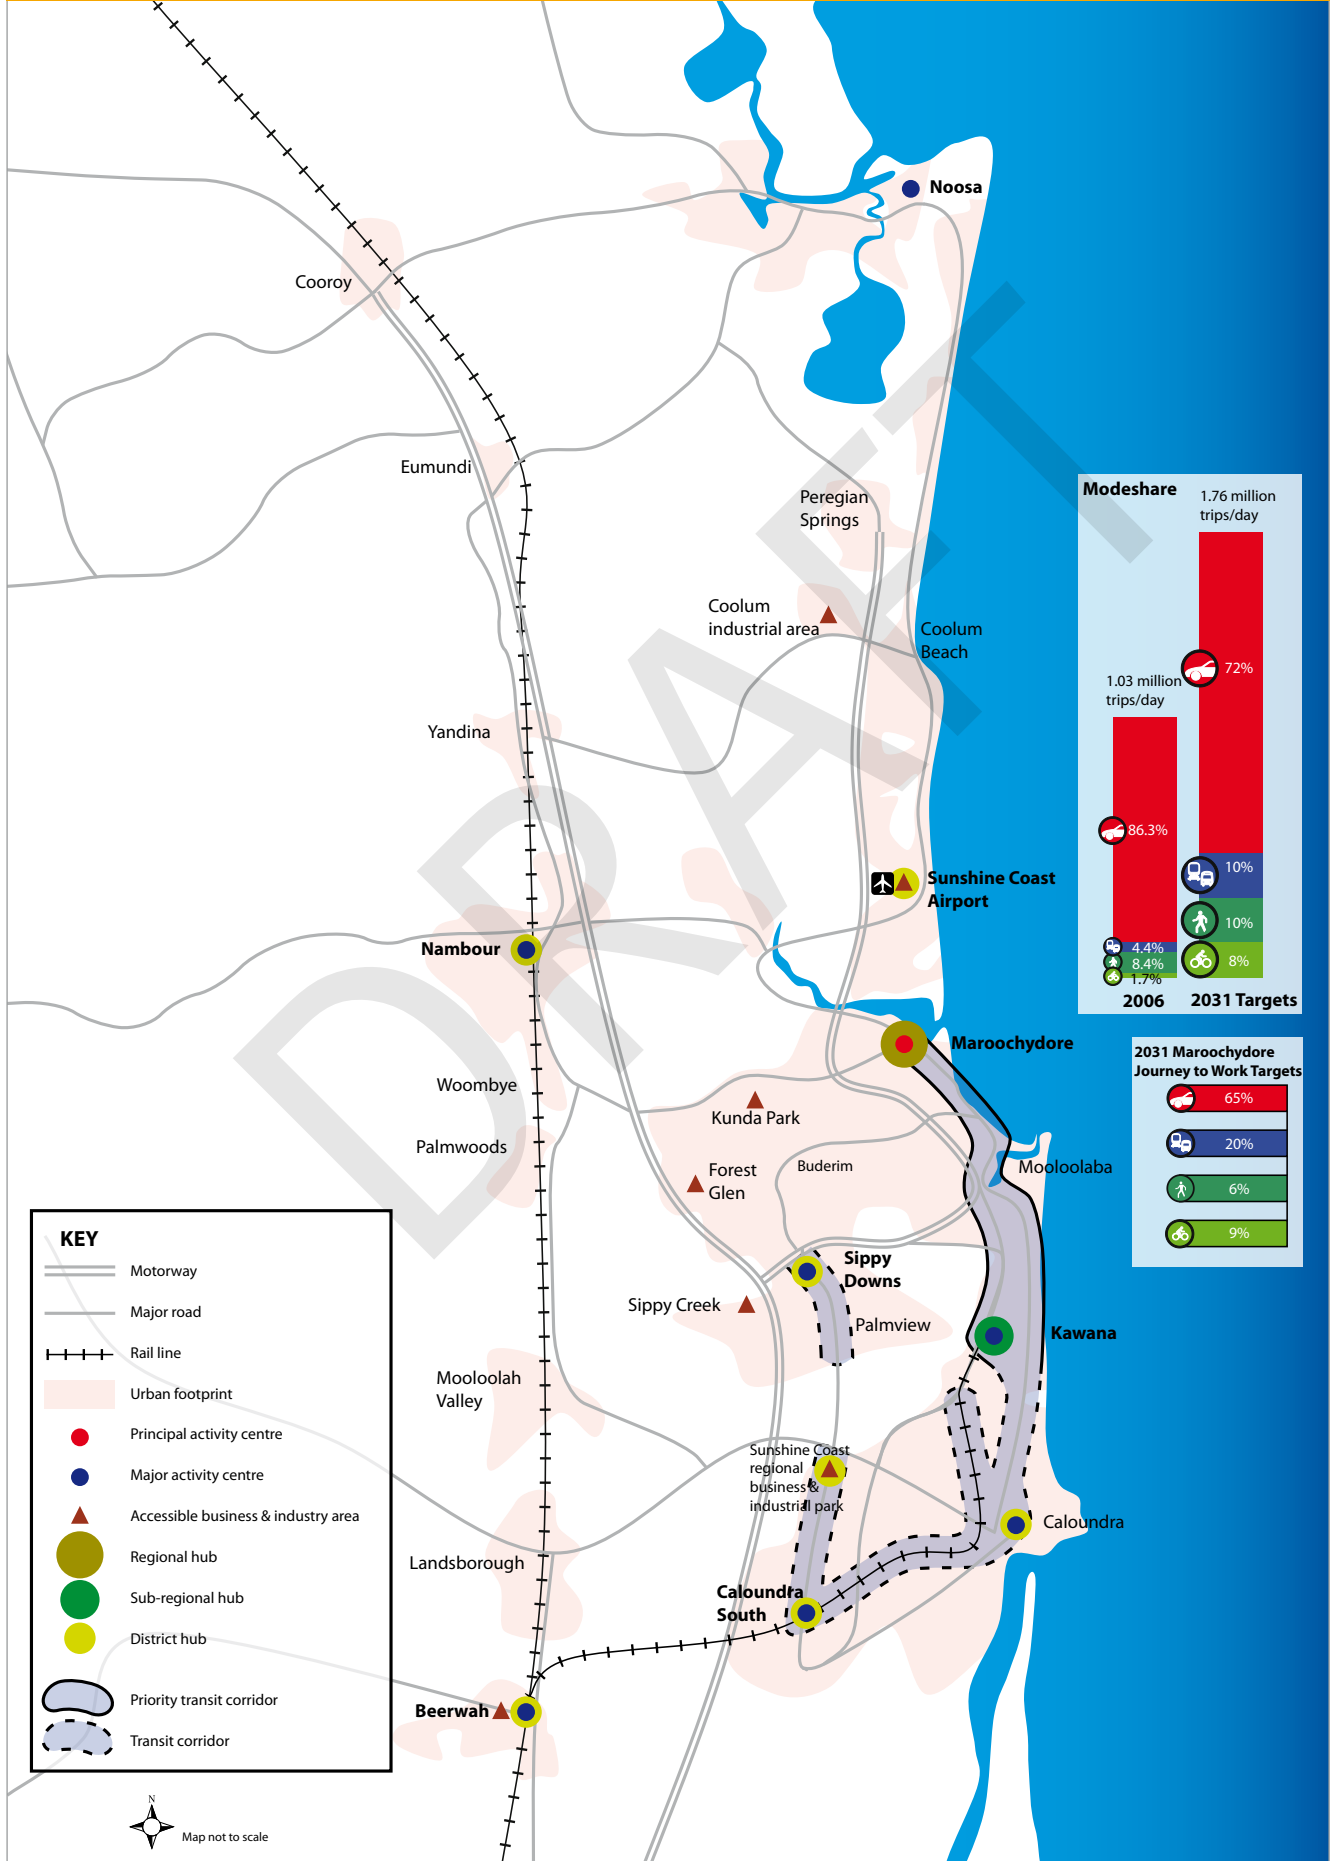 Noosa
Cooroy
Eumundi
Peregian
Springs
Coolum
industrial area
Coolum
Beach
Yandina
Sunshine Coast
Airport
Nambour
Maroochydore
Woombye
Kunda Park
Palmwoods
Buderim
Mooloolaba
Forest
Glen
Sippy
Downs
Sippy Creek
Palmview
Kawana
Mooloolah
Valley
Sunshine Coast
regional
business &
industrial park
Caloundra
Landsborough
Caloundra
South
Beerwah
DRAFT
Modeshare
1.76 million
trips/day
72%
1.03 million
trips/day
86.3%
10%
10%
8%
4.4%
8.4%
1.7%
2006
2031 Targets
2031 Maroochydore
Journey to Work Targets
65%
20%
6%
9%
KEY
Motorway
Major road
Rail line
Urban footprint
Principal activity centre
Major activity centre
Accessible business & industry area
Regional hub
Sub-regional hub
District hub
Priority transit corridor
Transit corridor
N
Map not to scale